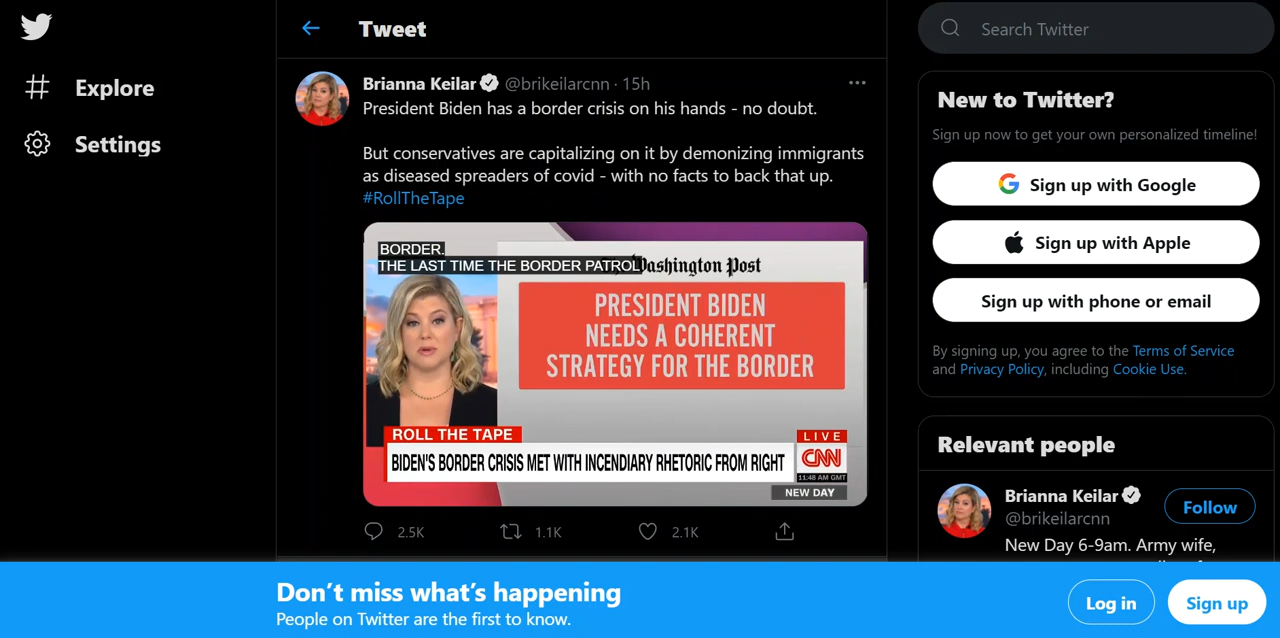 Explore
Settings
Tweet
Brianna Keilar @brikeilarcnn · 15h
President Biden has a border crisis on his hands - no doubt.
But conservatives are capitalizing on it by demonizing immigrants
as diseased spreaders of covid - with no facts to back that up.
#RollTheTape
BORDER.
THE LAST TIME THE BORDER PATROL
Washington Post
PRESIDENT BIDEN
NEEDS A COHERENT
STRATEGY FOR THE BORDER
ROLL THE TAPE
BIDEN'S BORDER CRISIS MET WITH INCENDIARY RHETORIC FROM RIGHT
LIVE
CNN
11:48 AM GMT
NEW DAY
2.5K
1.1K
2.1K
Search Twitter
New to Twitter?
Sign up now to get your own personalized timeline!
Sign up with Google
Sign up with Apple
Sign up with phone or email
By signing up, you agree to the Terms of Service
and Privacy Policy, including Cookie Use.
Relevant people
Brianna Keilar
@brikeilarcnn
Follow
New Day 6-9am. Army wife,
Don't miss what's happening
People on Twitter are the first to know.
Log in
Sign up